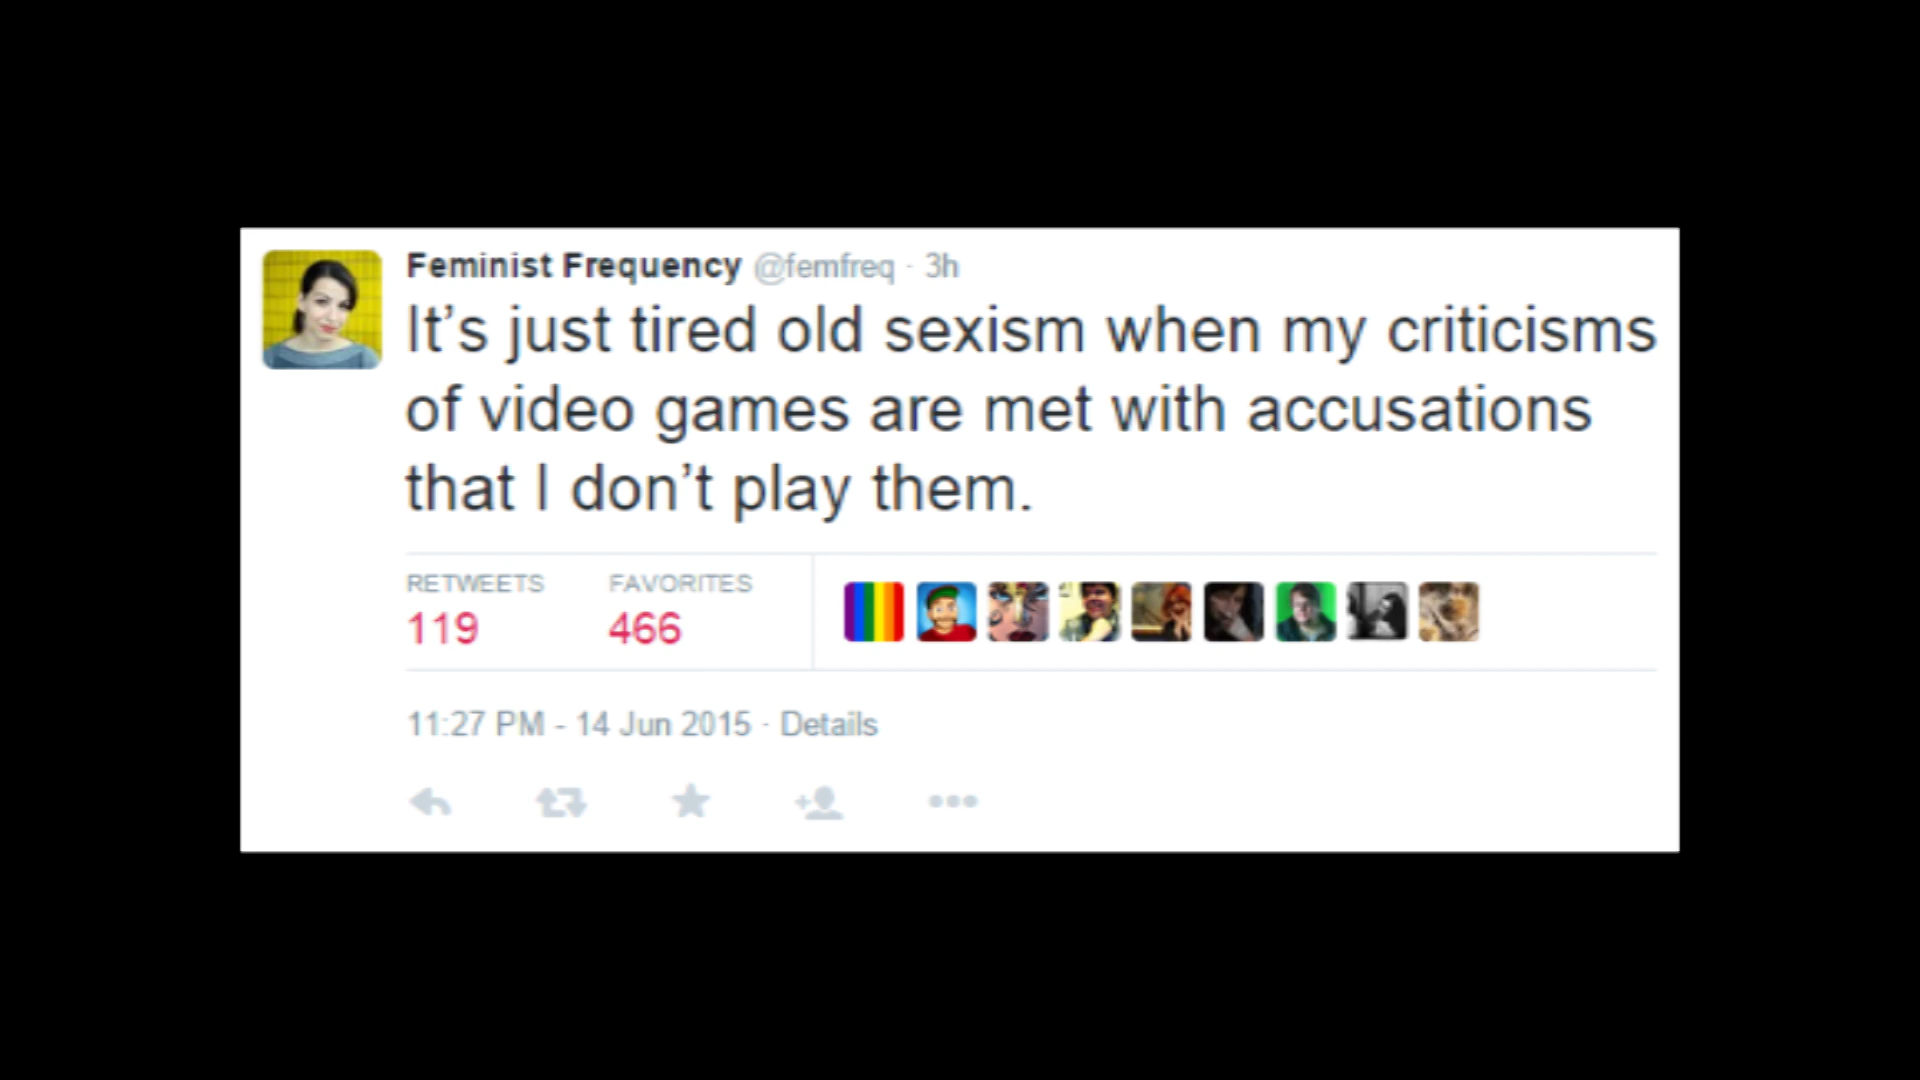 Feminist Frequency @femfreq · 3h
It’s just tired old sexism when my criticisms
of video games are met with accusations
that I don’t play them.
RETWEETS FAVORITES
119 466
11:27 PM - 14 Jun 2015 · Details